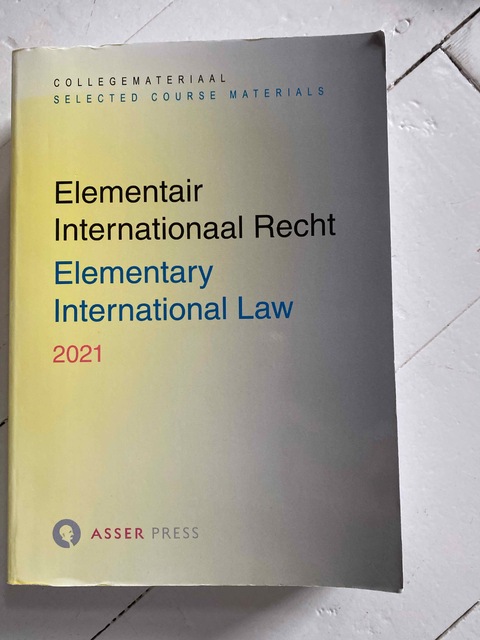 COLLEGEMATERIAAL
SELECTED COURSE MATERIALS
Elementair
Internationaal Recht
Elementary
International Law
2021
ASSER PRESS